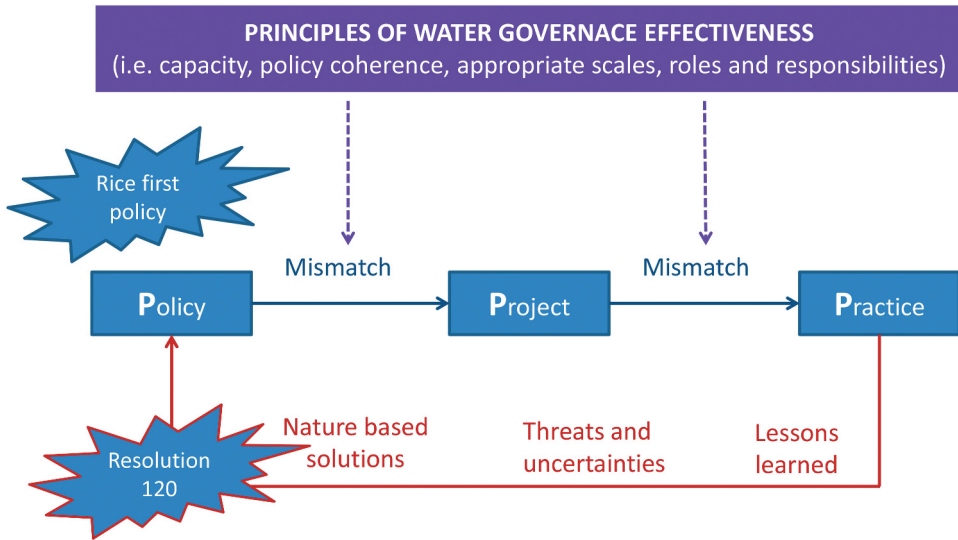 PRINCIPLES OF WATER GOVERNACE EFFECTIVENESS
(i.e. capacity, policy coherence, appropriate scales, roles and responsibilities)
Rice first
policy
Mismatch
Mismatch
Policy
Project
Practice
Nature based
solutions
Threats and
uncertainties
Lessons
learned
Resolution
120